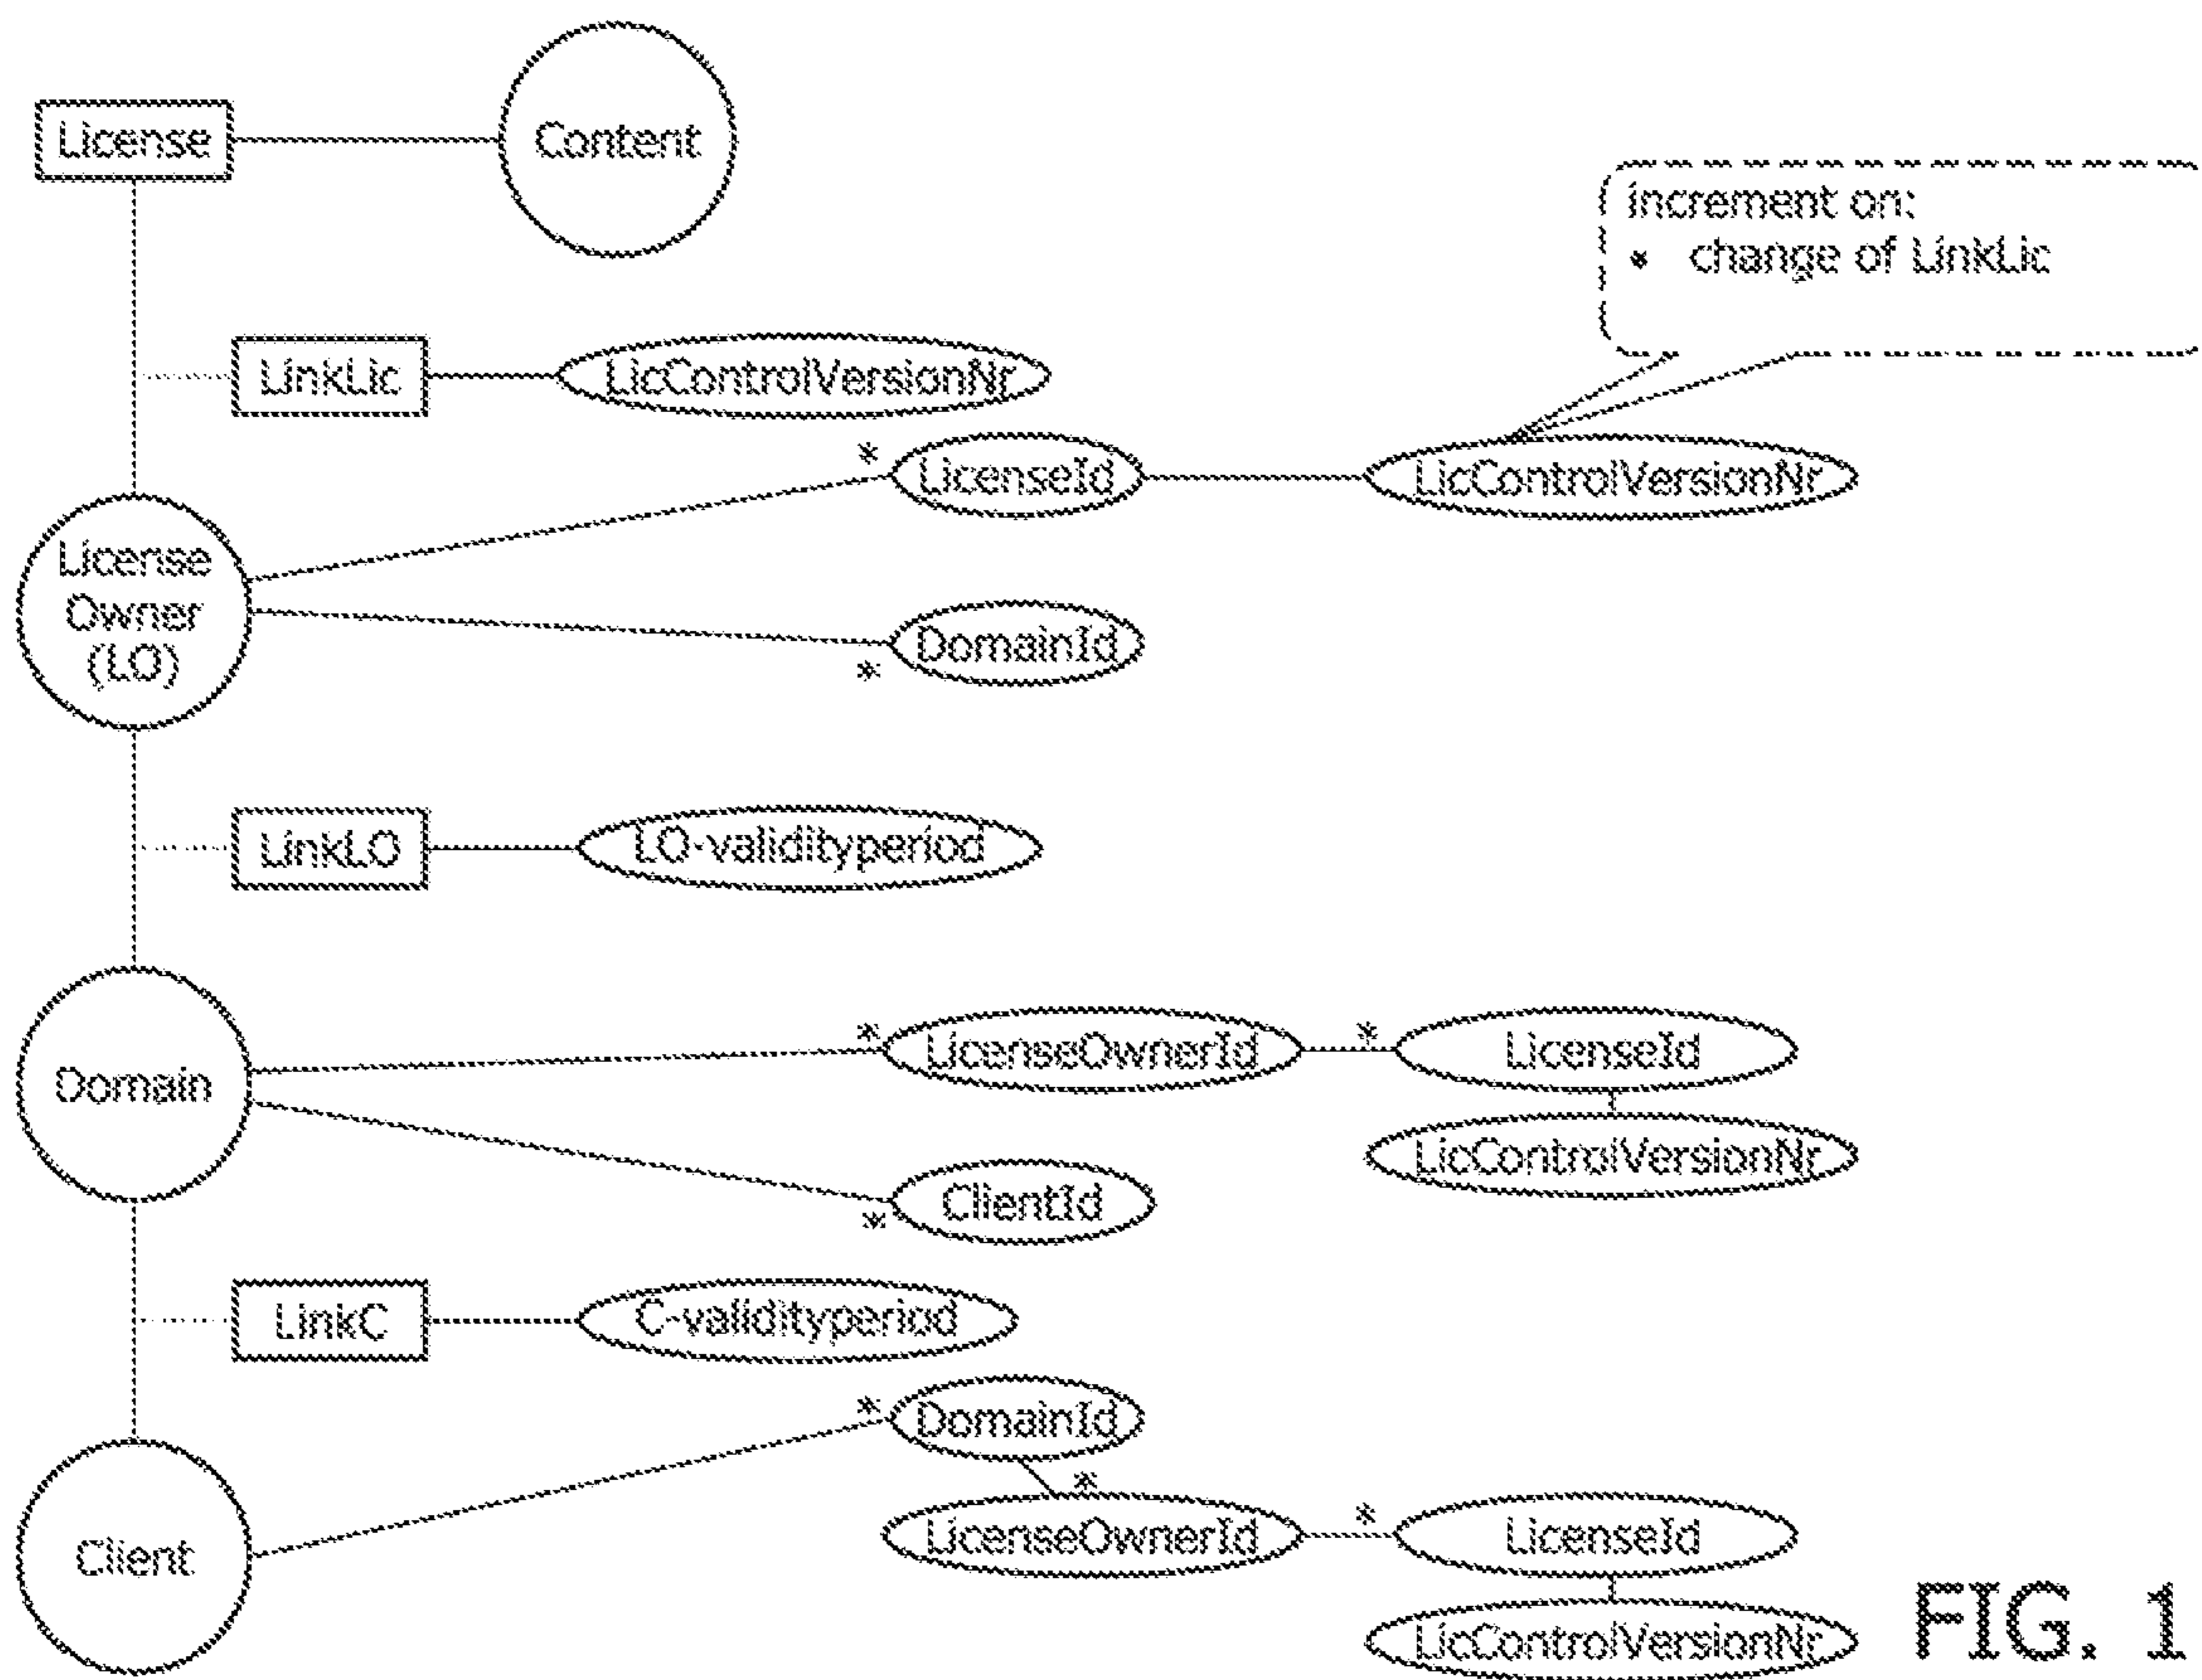 License
Content
increment on:
* change of LinkLic
LinkLic
LicControlVersionNr
*
LicenseId
LicControlVersionNr
License
Owner
(LO)
DomainId
*
LinkLO
LO-validityperiod
*
LicenseOwnerId
*
LicenseId
Domain
LicControlVersionNr
ClientId
*
LinkC
C-validityperiod
*
DomainId
*
LicenseOwnerId
*
LicenseId
Client
LicControlVersionNr
FIG. 1